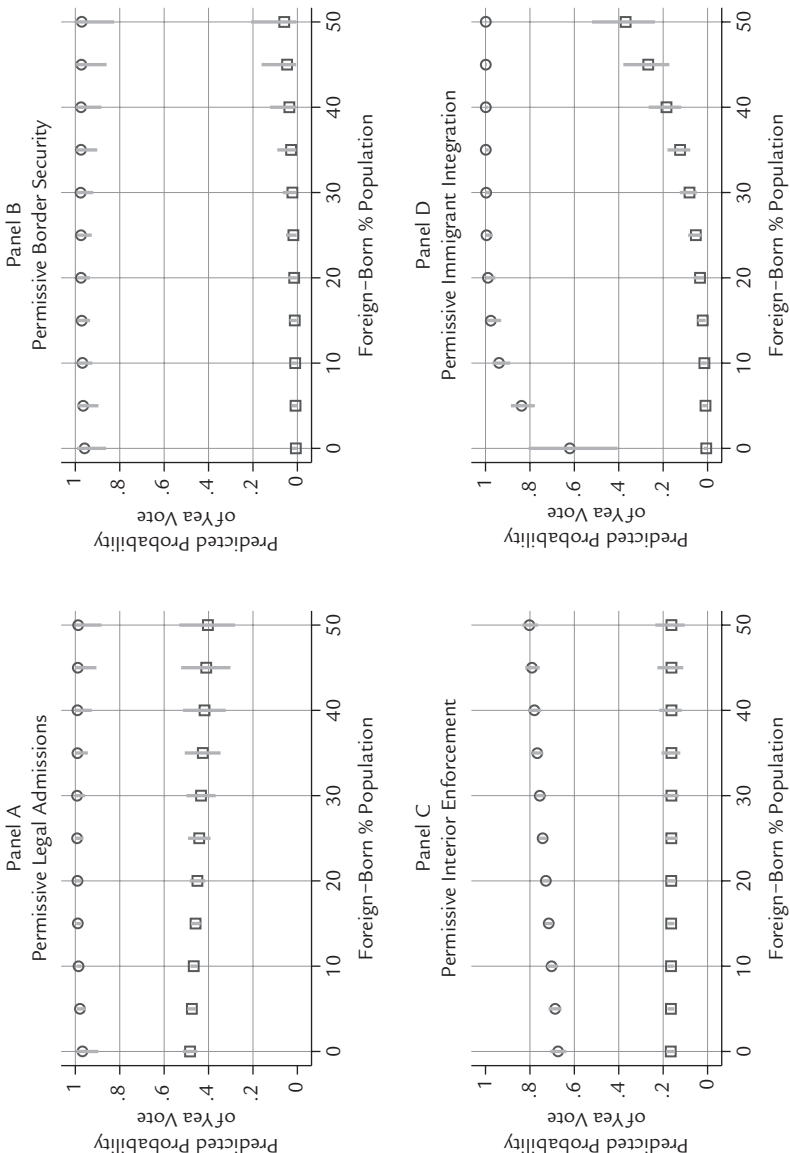 Panel A
Permissive Legal Admissions
Predicted Probability
of Yea Vote
1
.8
.6
.4
.2
0
0 10 20 30 40 50
Foreign–Born % Population
Panel B
Permissive Border Security
Predicted Probability
of Yea Vote
1
.8
.6
.4
.2
0
0 10 20 30 40 50
Foreign–Born % Population
Panel C
Permissive Interior Enforcement
Predicted Probability
of Yea Vote
1
.8
.6
.4
.2
0
0 10 20 30 40 50
Foreign–Born % Population
Panel D
Permissive Immigrant Integration
Predicted Probability
of Yea Vote
1
.8
.6
.4
.2
0
0 10 20 30 40 50
Foreign–Born % Population